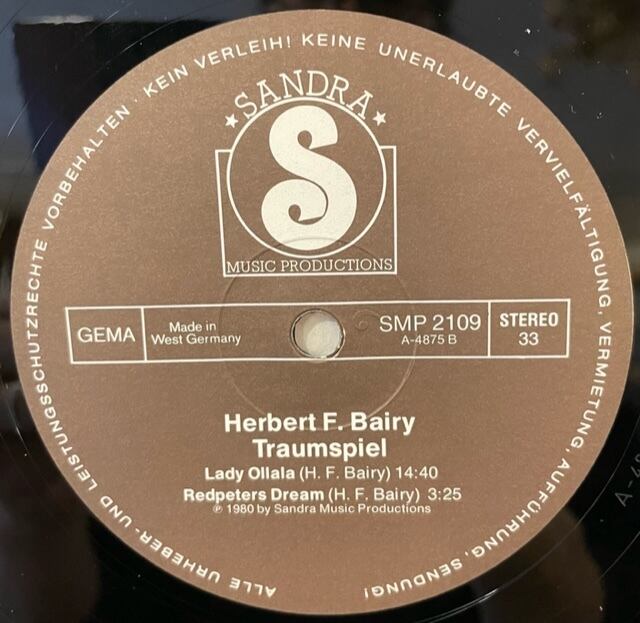 ALLE URHEBER- UND LEISTUNGSSCHUTZRECHTE VORBEHALTEN · KEIN VERLEIH! KEINE UNERLAUBTE VERVIELFÄLTIGUNG, VERMIETUNG, AUFFÜHRUNG, SENDUNG!
SANDRA
S
MUSIC PRODUCTIONS
GEMA
Made in
West Germany
SMP 2109
A-4875 B
STEREO
33
Herbert F. Bairy
Traumspiel
Lady Ollala (H. F. Bairy) 14:40
Redpeters Dream (H. F. Bairy) 3:25
℗ 1980 by Sandra Music Productions